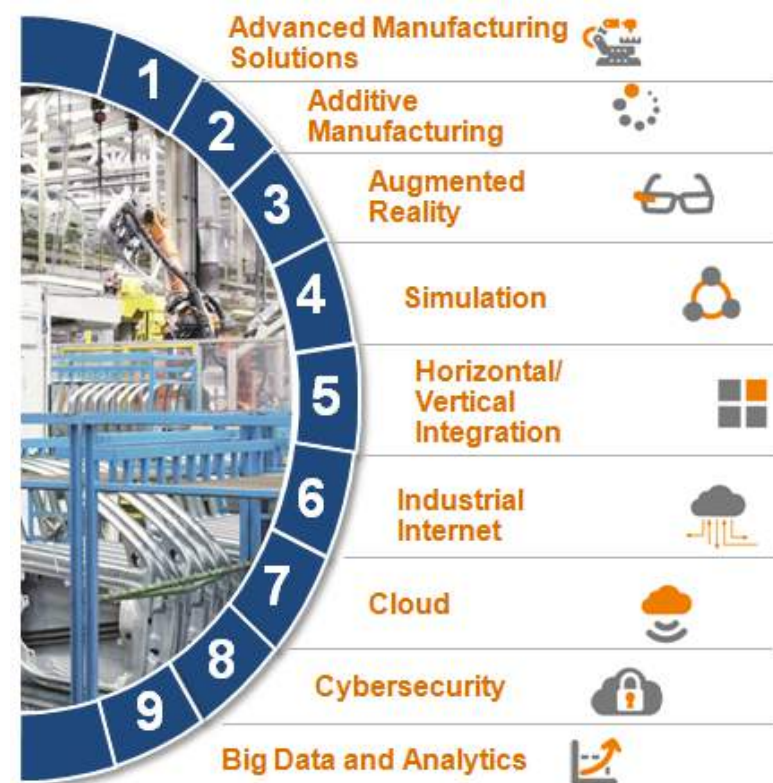 1
Advanced Manufacturing
Solutions
2
Additive
Manufacturing
3
Augmented
Reality
4
Simulation
5
Horizontal/
Vertical
Integration
6
Industrial
Internet
7
Cloud
8
Cybersecurity
9
Big Data and Analytics